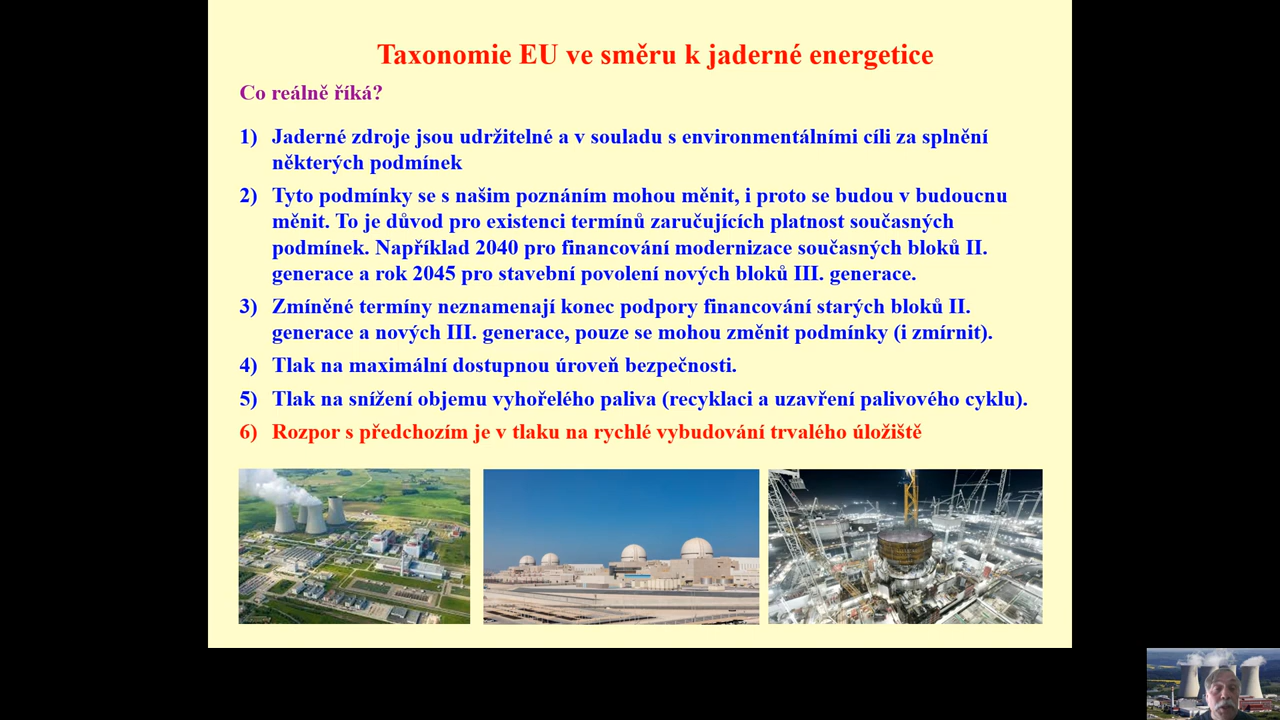 Taxonomie EU ve směru k jaderné energetice
Co reálně říká?
1) Jaderné zdroje jsou udržitelné a v souladu s environmentálními cíli za splnění
některých podmínek
2) Tyto podmínky se s našim poznáním mohou měnit, i proto se budou v budoucnu
měnit. To je důvod pro existenci termínů zaručujících platnost současných
podmínek. Například 2040 pro financování modernizace současných bloků II.
generace a rok 2045 pro stavební povolení nových bloků III. generace.
3) Zmíněné termíny neznamenají konec podpory financování starých bloků II.
generace a nových III. generace, pouze se mohou změnit podmínky (i zmírnit).
4) Tlak na maximální dostupnou úroveň bezpečnosti.
5) Tlak na snížení objemu vyhořelého paliva (recyklaci a uzavření palivového cyklu).
6) Rozpor s předchozím je v tlaku na rychlé vybudování trvalého úložiště